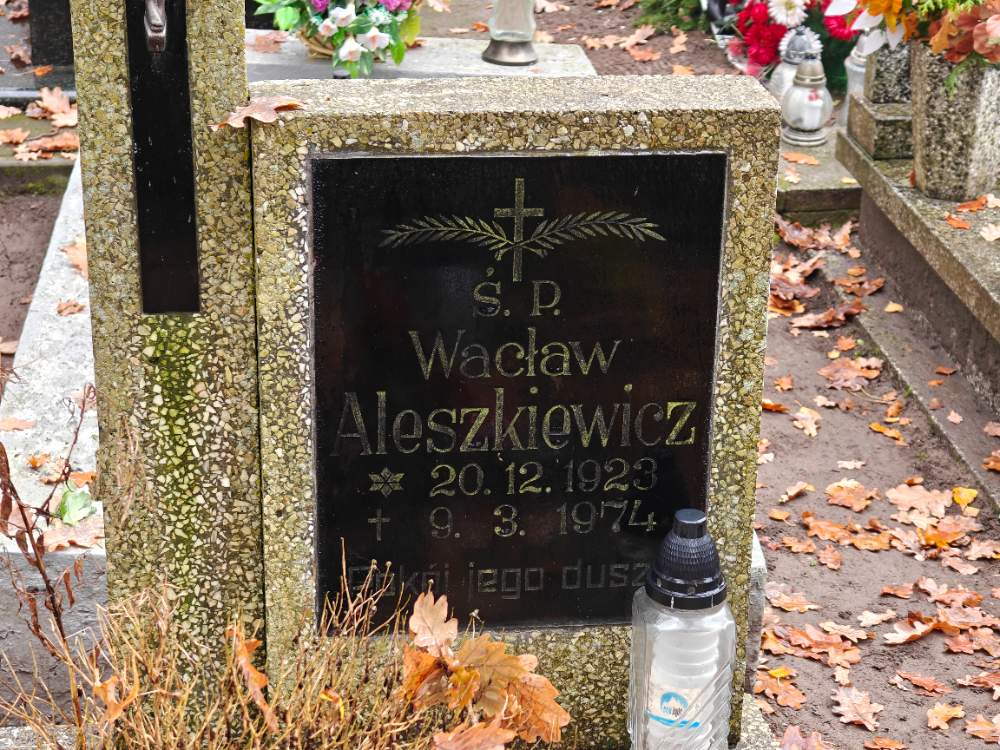 Ś. P.
Wacław
Aleszkiewicz
20. 12. 1923
† 9. 3. 1974
jego